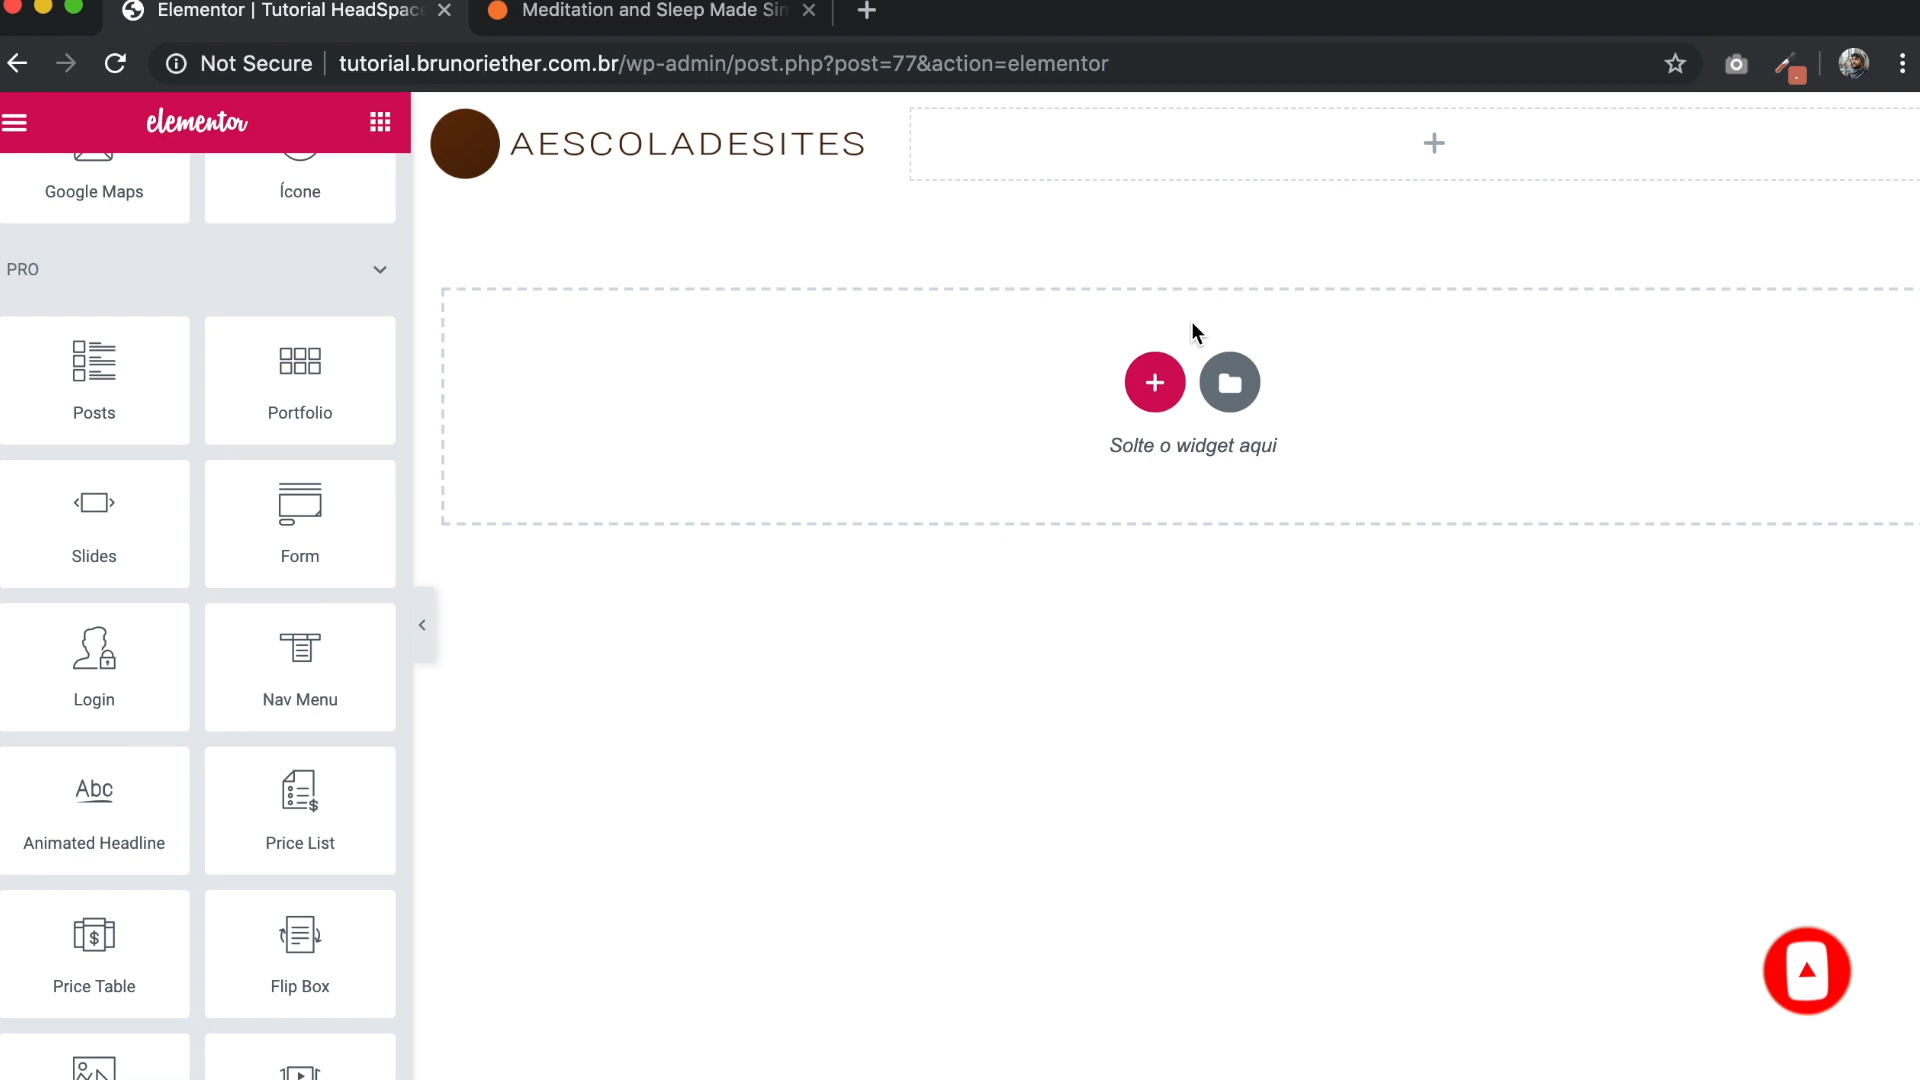 Elementor | Tutorial HeadSpac
Meditation and Sleep Made Sin
Not Secure
tutorial.brunoriether.com.br/wp-admin/post.php?post=77&action=elementor
elementor
AESCOLADESITES
Google Maps
Ícone
PRO
Posts
Portfolio
Slides
Form
Login
Nav Menu
Abc
Animated Headline
Price List
Price Table
Flip Box
Solte o widget aqui